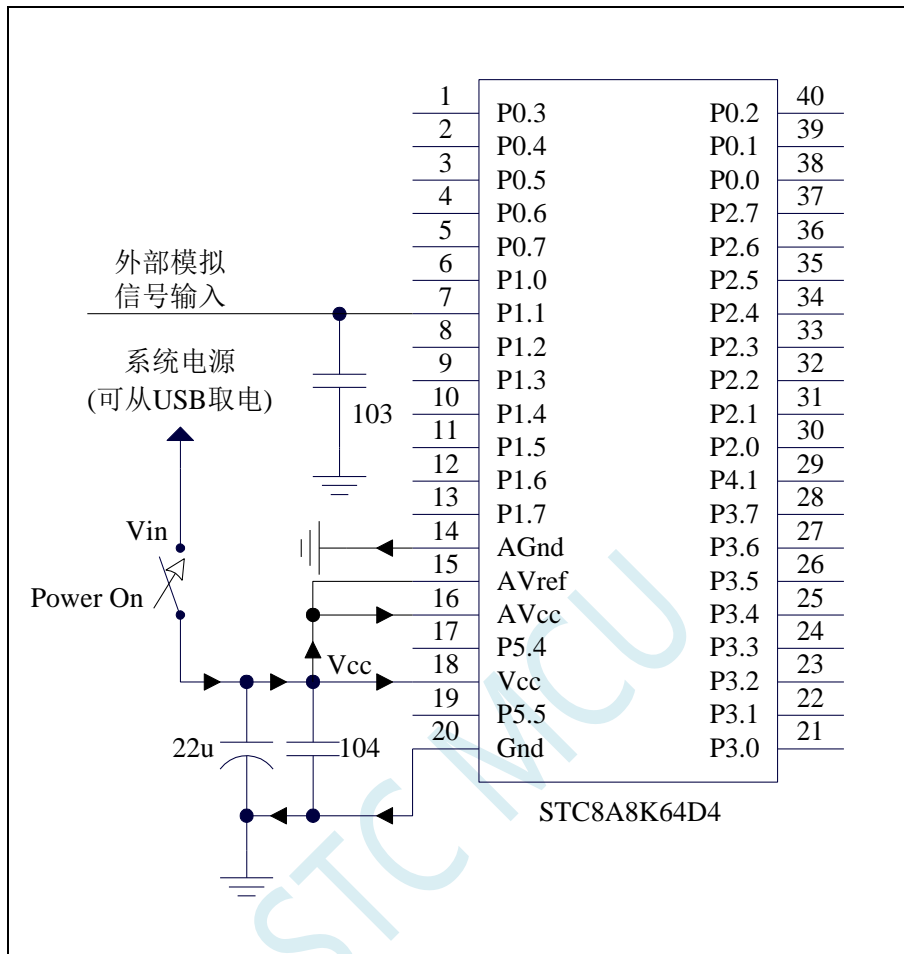 1 P0.3 P0.2 40
2 P0.4 P0.1 39
3 P0.5 P0.0 38
4 P0.6 P2.7 37
5 P0.7 P2.6 36
6 P1.0 P2.5 35
外部模拟
信号输入
7 P1.1 P2.4 34
8 P1.2 P2.3 33
系统电源
(可从USB取电)
9 P1.3 P2.2 32
103
10 P1.4 P2.1 31
11 P1.5 P2.0 30
12 P1.6 P4.1 29
13 P1.7 P3.7 28
Vin
14 AGnd P3.6 27
15 AVref P3.5 26
Power On
16 AVcc P3.4 25
17 P5.4 P3.3 24
Vcc
18 Vcc P3.2 23
19 P5.5 P3.1 22
22u
104
20 Gnd P3.0 21
STC8A8K64D4
STC MCU